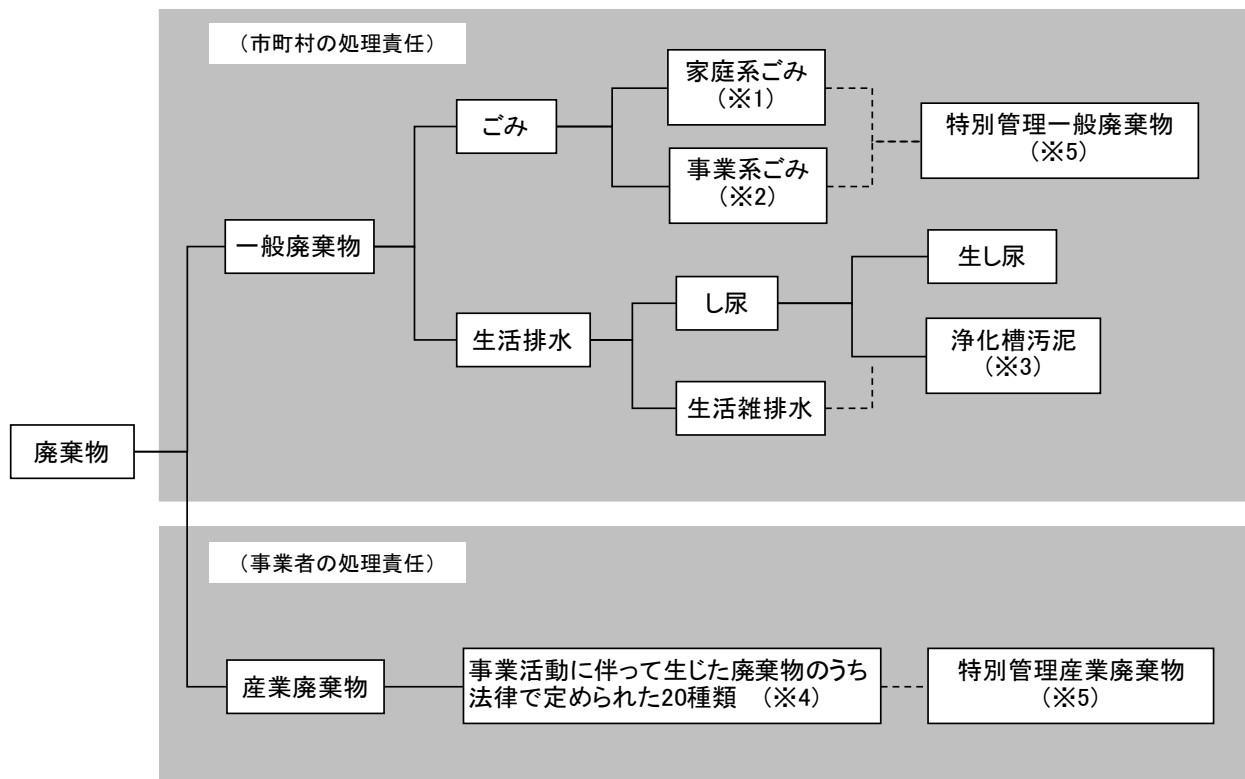 （市町村の処理責任）
家庭系ごみ
（※1）
ごみ
特別管理一般廃棄物
（※5）
事業系ごみ
（※2）
一般廃棄物
生し尿
し尿
生活排水
浄化槽汚泥
（※3）
生活雑排水
廃棄物
（事業者の処理責任）
産業廃棄物
事業活動に伴って生じた廃棄物のうち
法律で定められた20種類　（※4）
特別管理産業廃棄物
（※5）